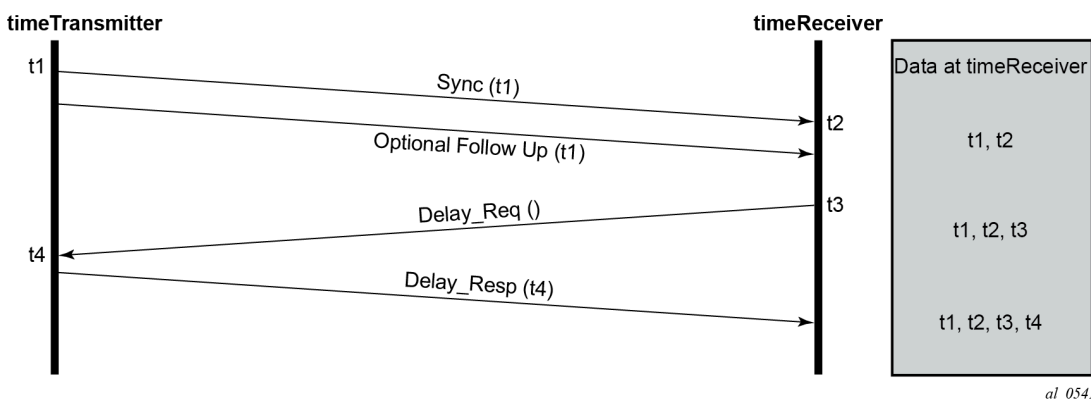 timeTransmitter
timeReceiver
Data at timeReceiver
t1
Sync (t1)
t2
Optional Follow Up (t1)
t1, t2
Delay_Req ()
t3
t1, t2, t3
t4
Delay_Resp (t4)
t1, t2, t3, t4
al_054